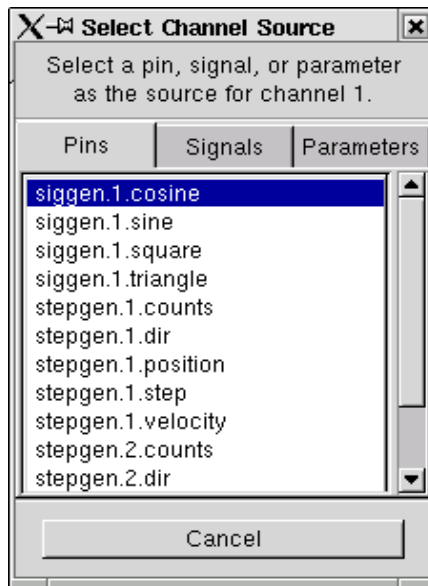 Select Channel Source
Select a pin, signal, or parameter
as the source for channel 1.
Pins Signals Parameters
siggen.1.cosine
siggen.1.sine
siggen.1.square
siggen.1.triangle
stepgen.1.counts
stepgen.1.dir
stepgen.1.position
stepgen.1.step
stepgen.1.velocity
stepgen.2.counts
stepgen.2.dir
Cancel